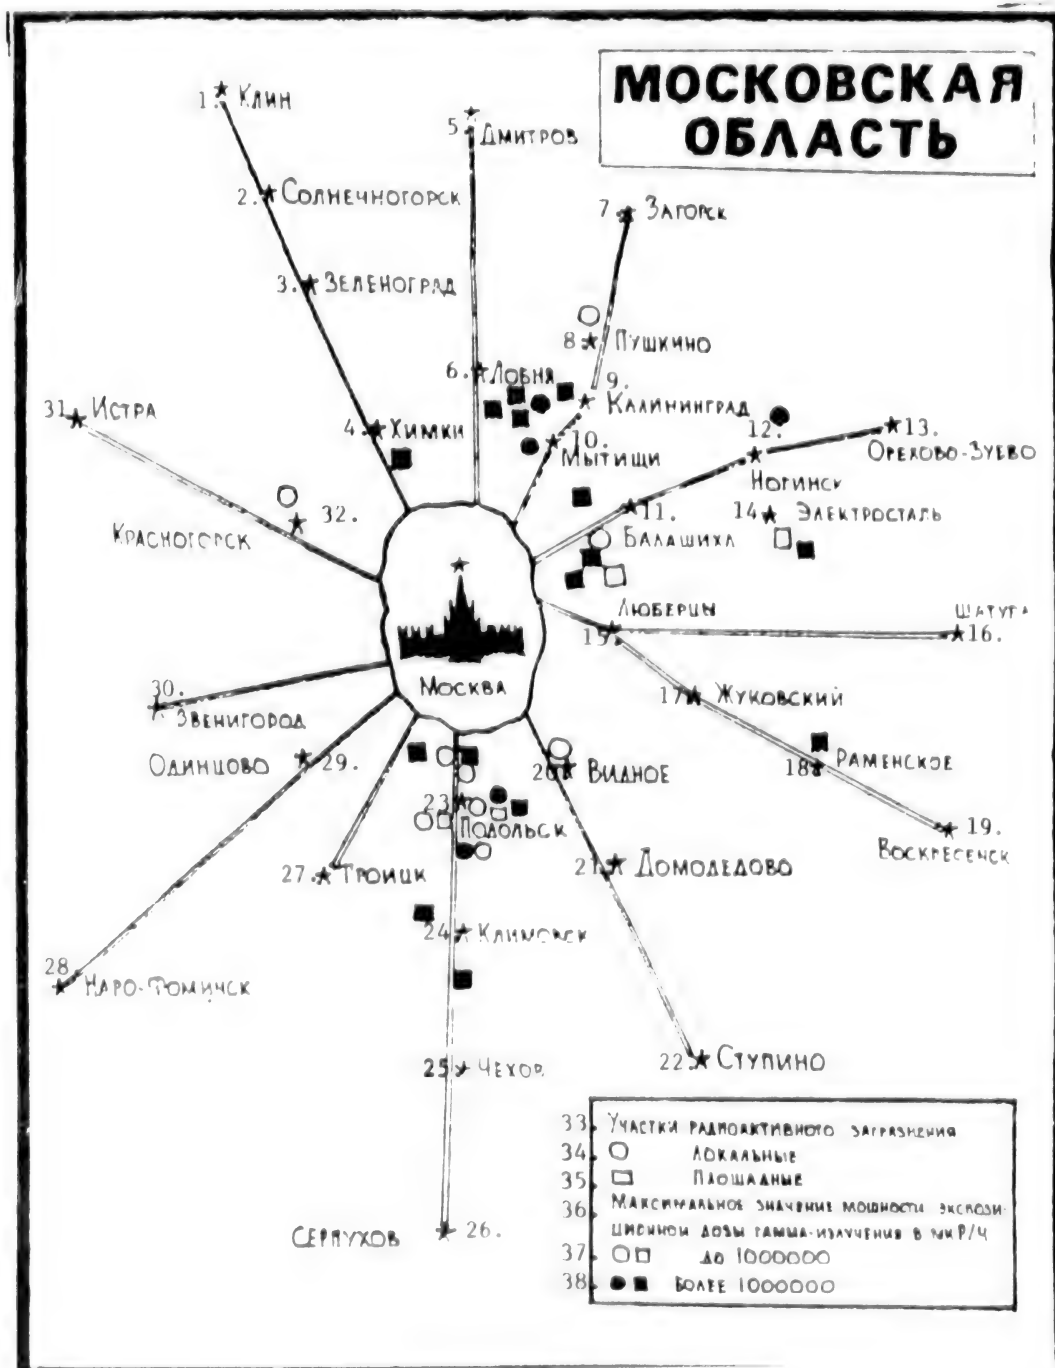 МОСКОВСКАЯ
ОБЛАСТЬ
1. КЛИН
5. ДМИТРОВ
2. СОЛНЕЧНОГОРСК
7. ЗАГОРСК
3. ЗЕЛЕНОГРАД
8. ПУШКИНО
6. ЛОБНЯ
9. КАЛИНИНГРАД
31. ИСТРА
4. ХИМКИ
10. МЫТИЩИ
12. НОГИНСК
13. ОРЕХОВО-ЗУЕВО
32. КРАСНОГОРСК
11. БАЛАШИХА
14. ЭЛЕКТРОСТАЛЬ
15. ЛЮБЕРЦЫ
ШАТУРА 16.
МОСКВА
30. ЗВЕНИГОРОД
17. ЖУКОВСКИЙ
ОДИНЦОВО 29.
20. ВИДНОЕ
18. РАМЕНСКОЕ
23. ПОДОЛЬСК
19. ВОСКРЕСЕНСК
27. ТРОИЦК
21. ДОМОДЕДОВО
24. КЛИМОВСК
28 НАРО-ФОМИНСК
25 ЧЕХОВ
22. СТУПИНО
СЕРПУХОВ 26.
33 УЧАСТКИ РАДИОАКТИВНОГО ЗАГРЯЗНЕНИЯ
34 ЛОКАЛЬНЫЕ
35 ПЛОЩАДНЫЕ
36 МАКСИМАЛЬНОЕ ЗНАЧЕНИЕ МОЩНОСТИ ЭКСПОЗИ-
ЦИОННОЙ ДОЗЫ ГАММА-ИЗЛУЧЕНИЯ В МКР/Ч
37 ДО 1000000
38 БОЛЕЕ 1000000